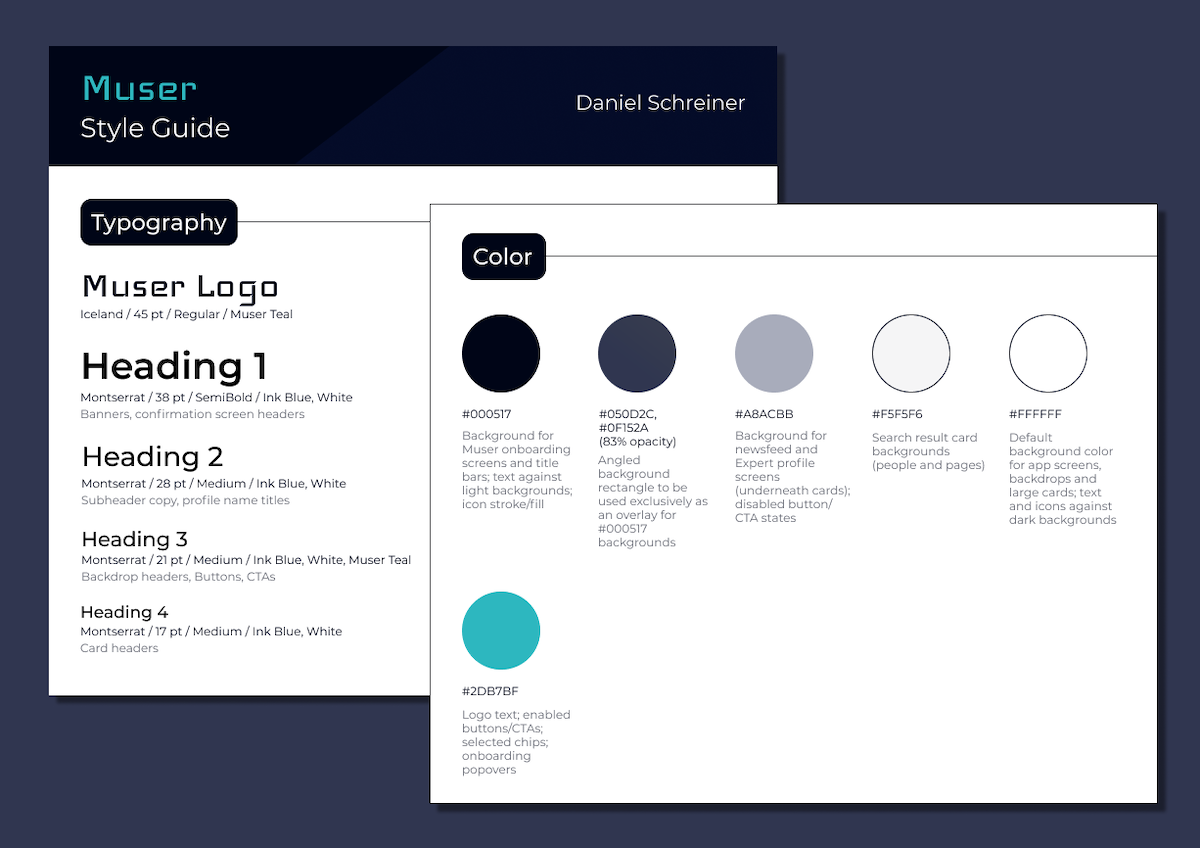 Muser
Style Guide
Daniel Schreiner
Typography
Muser Logo
Iceland / 45 pt / Regular / Muser Teal
Heading 1
Montserrat / 38 pt / SemiBold / Ink Blue, White
Banners, confirmation screen headers
Heading 2
Montserrat / 28 pt / Medium / Ink Blue, White
Subheader copy, profile name titles
Heading 3
Montserrat / 21 pt / Medium / Ink Blue, White, Muser Teal
Backdrop headers, Buttons, CTAs
Heading 4
Montserrat / 17 pt / Medium / Ink Blue, White
Card headers
Color
#000517
Background for
Muser onboarding
screens and title
bars; text against
light backgrounds;
icon stroke/fill
#050D2C,
#0F152A
(83% opacity)
Angled
background
rectangle to be
used exclusively as
an overlay for
#000517
backgrounds
#A8ACBB
Background for
newsfeed and
Expert profile
screens
(underneath cards);
disabled button/
CTA states
#F5F5F6
Search result card
backgrounds
(people and pages)
#FFFFFF
Default
background color
for app screens,
backdrops and
large cards; text
and icons against
dark backgrounds
#2DB7BF
Logo text; enabled
buttons/CTAs;
selected chips;
onboarding
popovers